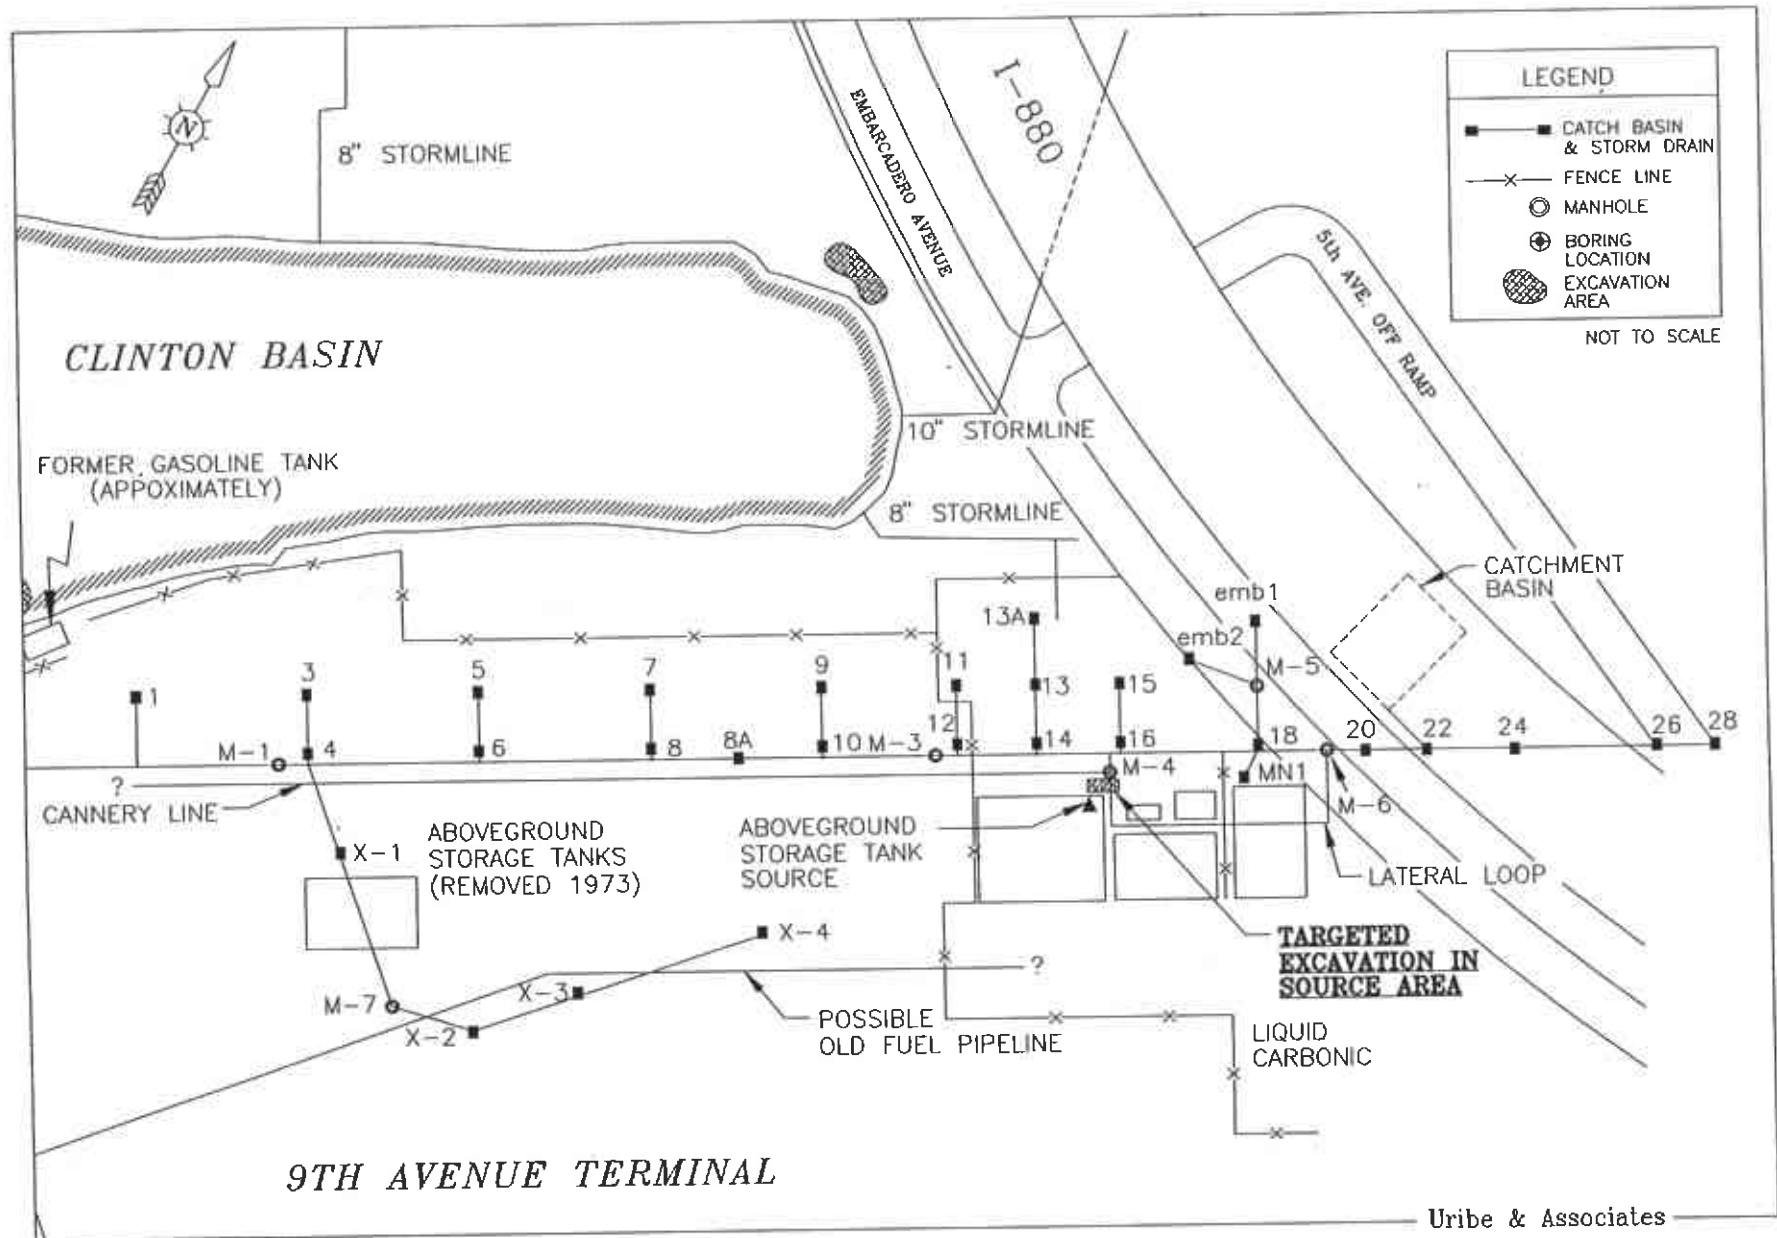 N
8" STORMLINE
EMBARCADERO AVENUE
I-880
LEGEND
CATCH BASIN
& STORM DRAIN
FENCE LINE
MANHOLE
BORING
LOCATION
EXCAVATION
AREA
NOT TO SCALE
5th AVE. OFF RAMP
CLINTON BASIN
10" STORMLINE
FORMER GASOLINE TANK
(APPOXIMATELY)
8" STORMLINE
CATCHMENT
BASIN
emb1
13A
emb2
M-5
1
3
5
7
9
11
13
15
M-1
4
6
8
8A
10
M-3
12
14
16
18
20
22
24
26
28
?
M-4
MN1
M-6
CANNERY LINE
ABOVEGROUND
STORAGE TANKS
(REMOVED 1973)
X-1
ABOVEGROUND
STORAGE TANK
SOURCE
LATERAL LOOP
X-4
TARGETED
EXCAVATION IN
SOURCE AREA
?
M-7
X-3
X-2
POSSIBLE
OLD FUEL PIPELINE
LIQUID
CARBONIC
9TH AVENUE TERMINAL
Uribe & Associates